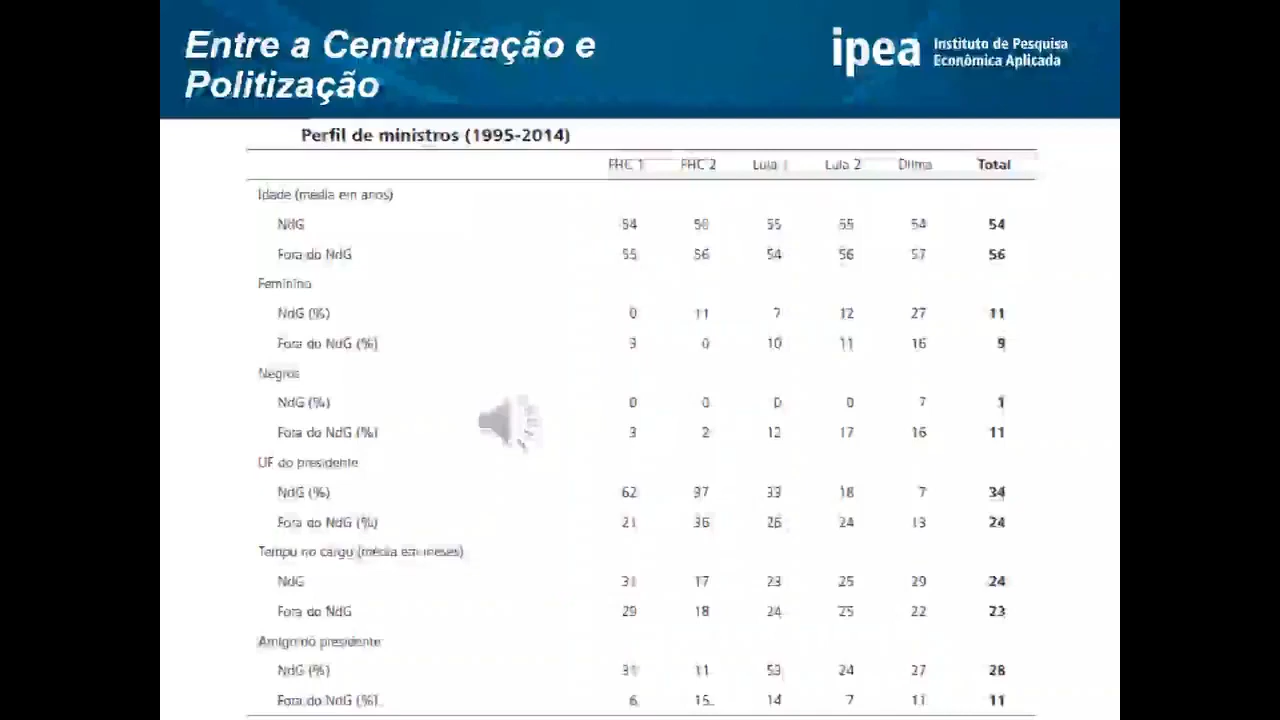 Entre a Centralização e
Politização
ipea Instituto de Pesquisa
Econômica Aplicada
Perfil de ministros (1995-2014)
FHC 1 FHC 2 Lula 1 Lula 2 Dilma Total
Idade (média em anos)
NdG 54 50 55 55 54 54
Fora do NdG 55 56 54 56 57 56
Feminino
NdG (%) 0 11 7 12 27 11
Fora do NdG (%) 3 0 10 11 16 9
Negros
NdG (%) 0 0 0 0 7 1
Fora do NdG (%) 3 2 12 17 16 11
UF do presidente
NdG (%) 62 33 18 7 34
Fora do NdG (%) 21 36 26 24 13 24
Tempo no cargo (média em meses)
NdG 31 17 23 25 29 24
Fora do NdG 29 18 24 25 22 23
Amigo do presidente
NdG (%) 31 11 53 24 28
Fora do NdG (%) 6 15 14 7 11 11